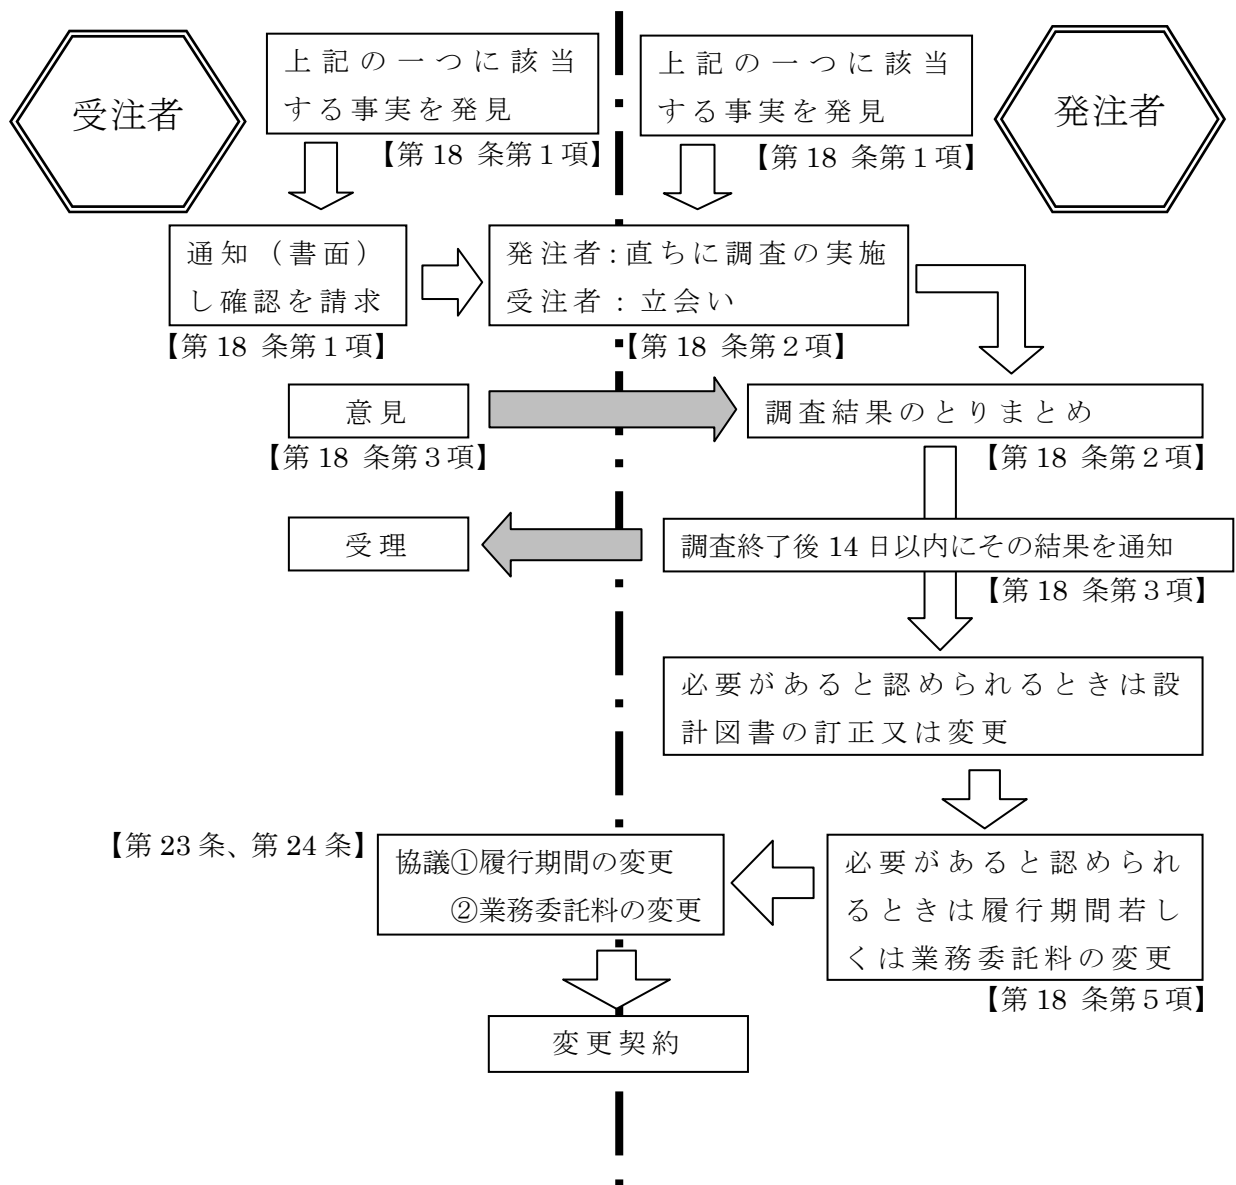 受注者
上記の一つに該当
する事実を発見
【第18 条第1項】
上記の一つに該当
する事実を発見
【第18 条第1項】
発注者
通知（書面）
し確認を請求
【第18 条第1項】
発注者：直ちに調査の実施
受注者：立会い
【第18 条第2項】
意見
【第18 条第3項】
調査結果のとりまとめ
【第18 条第2項】
受理
調査終了後14日以内にその結果を通知
【第18 条第3項】
必要があると認められるときは設
計図書の訂正又は変更
【第23条、第24条】
協議①履行期間の変更
②業務委託料の変更
必要があると認められ
るときは履行期間若し
くは業務委託料の変更
【第18 条第5項】
変更契約